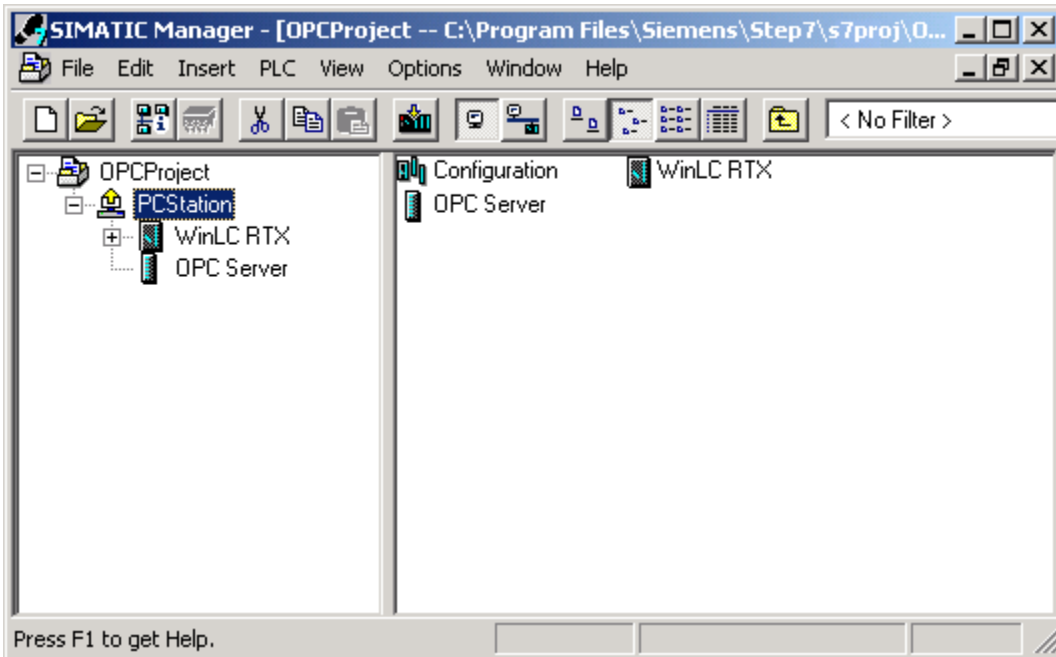 SIMATIC Manager - [OPCProject -- C:\Program Files\Siemens\Step7\s7proj\O...
File Edit Insert PLC View Options Window Help
< No Filter >
OPCProject
PCStation
WinLC RTX
OPC Server
Configuration WinLC RTX
OPC Server
Press F1 to get Help.